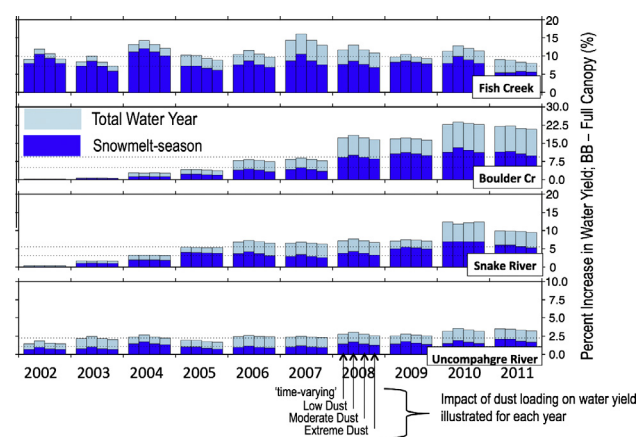 20
15
10
5
0
Fish Creek
Total Water Year
Snowmelt-season
30.0
22.5
15.0
7.5
0.0
Boulder Cr
20
15
10
5
0
Snake River
10.0
7.5
5.0
2.5
0.0
Uncompahgre River
Percent Increase in Water Yield; BB – Full Canopy (%)
2002 2003 2004 2005 2006 2007 2008 2009 2010 2011
'time-varying'
Low Dust
Moderate Dust
Extreme Dust
Impact of dust loading on water yield
illustrated for each year